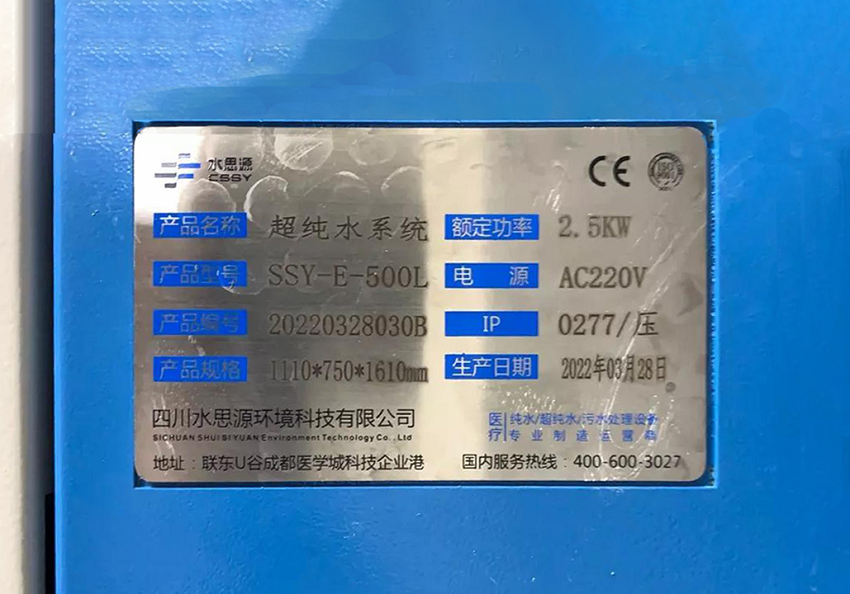 水思源
CSSY
CE
ISO
9001
产品名称 超纯水系统 额定功率 2.5KW
产品型号 SSY-E-500L 电 源 AC220V
产品编号 20220328030B IP 0277/压
产品规格 1110*750*1610mm 生产日期 2022年03月28日
四川水思源环境科技有限公司
SICHUAN SHUI SI YUAN Environment Technology Co.,Ltd
医疗
纯水/超纯水/污水处理设备
专业制造运营商
地址：联东U谷成都医学城科技企业港 国内服务热线：400-600-3027